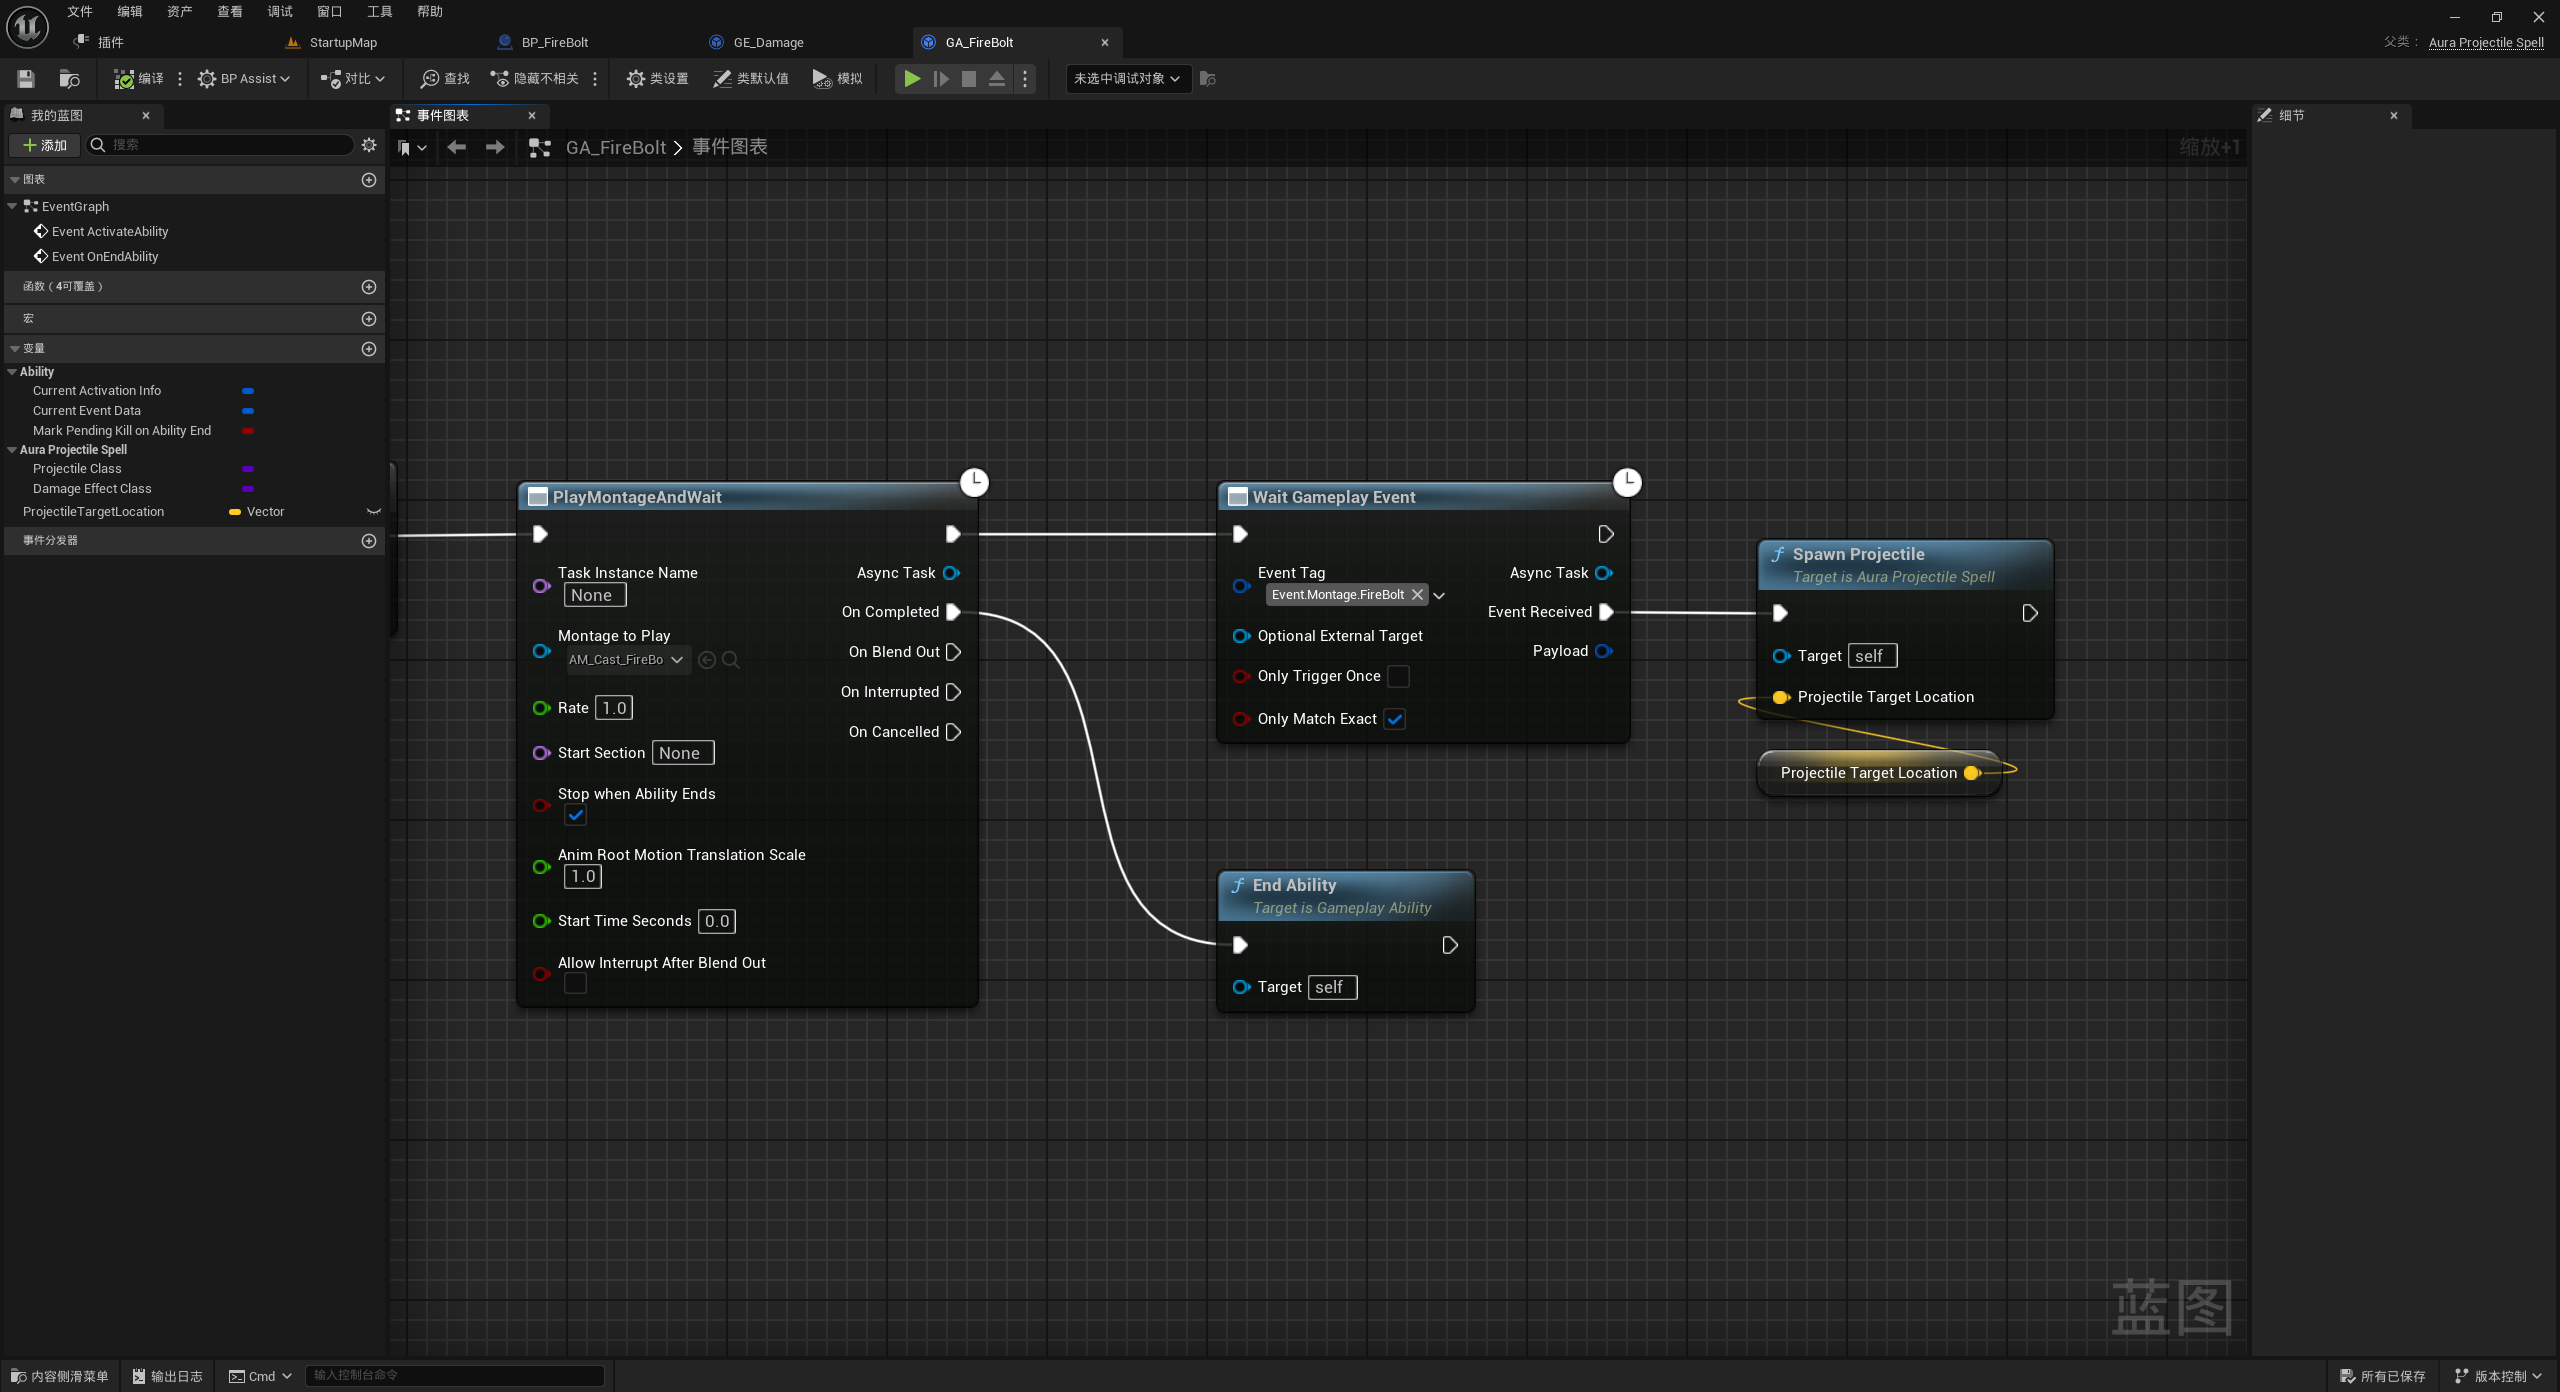 文件 编辑 资产 查看 调试 窗口 工具 帮助
插件 StartupMap BP_FireBolt GE_Damage GA_FireBolt
父类： Aura Projectile Spell
编译 BP Assist 对比 查找 隐藏不相关 类设置 类默认值 模拟 未选中调试对象
我的蓝图
事件图表
细节
添加 搜索
GA_FireBolt 事件图表
缩放+1
图表
EventGraph
Event ActivateAbility
Event OnEndAbility
函数（4可覆盖）
宏
变量
Ability
Current Activation Info
Current Event Data
Mark Pending Kill on Ability End
Aura Projectile Spell
Projectile Class
Damage Effect Class
ProjectileTargetLocation Vector
事件分发器
PlayMontageAndWait
Task Instance Name
None
Montage to Play
AM_Cast_FireBo
Rate 1.0
Start Section None
Stop when Ability Ends
Anim Root Motion Translation Scale
1.0
Start Time Seconds 0.0
Allow Interrupt After Blend Out
Async Task
On Completed
On Blend Out
On Interrupted
On Cancelled
Wait Gameplay Event
Event Tag
Event.Montage.FireBolt
Optional External Target
Only Trigger Once
Only Match Exact
Async Task
Event Received
Payload
Spawn Projectile
Target is Aura Projectile Spell
Target self
Projectile Target Location
Projectile Target Location
End Ability
Target is Gameplay Ability
Target self
蓝图
内容侧滑菜单 输出日志 Cmd 输入控制台命令
所有已保存 版本控制